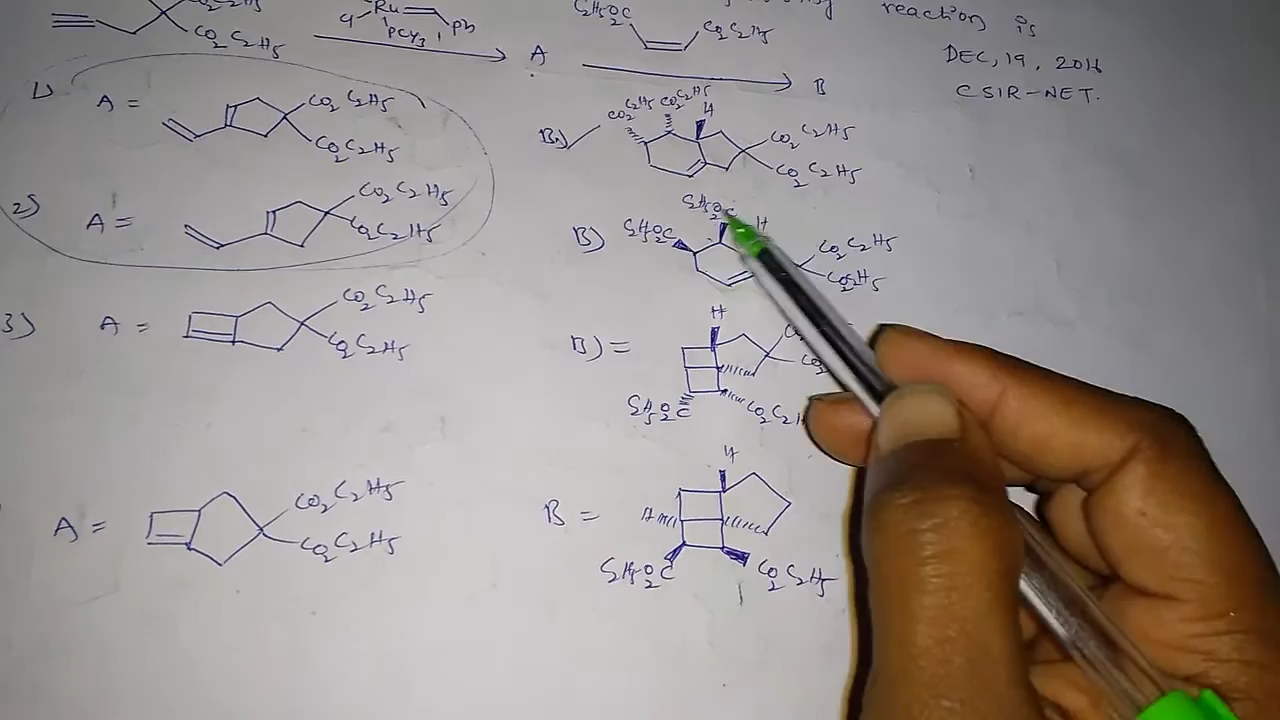 reaction is
CO2C2H5
Ru
Ph
PCy3
C2H5O2C
CO2C2H5
A
B
DEC, 19, 2016
CSIR-NET.
1)
A =
CO2C2H5
CO2C2H5
B)
CO2C2H5
CO2C2H5
H
CO2C2H5
CO2C2H5
2)
A =
CO2C2H5
CO2C2H5
B)
C2H5O2C
C2H5O2C
H
CO2C2H5
CO2C2H5
3)
A =
CO2C2H5
CO2C2H5
B) =
H
C2H5O2C
A =
CO2C2H5
CO2C2H5
B =
H
H
C2H5O2C
CO2C2H5